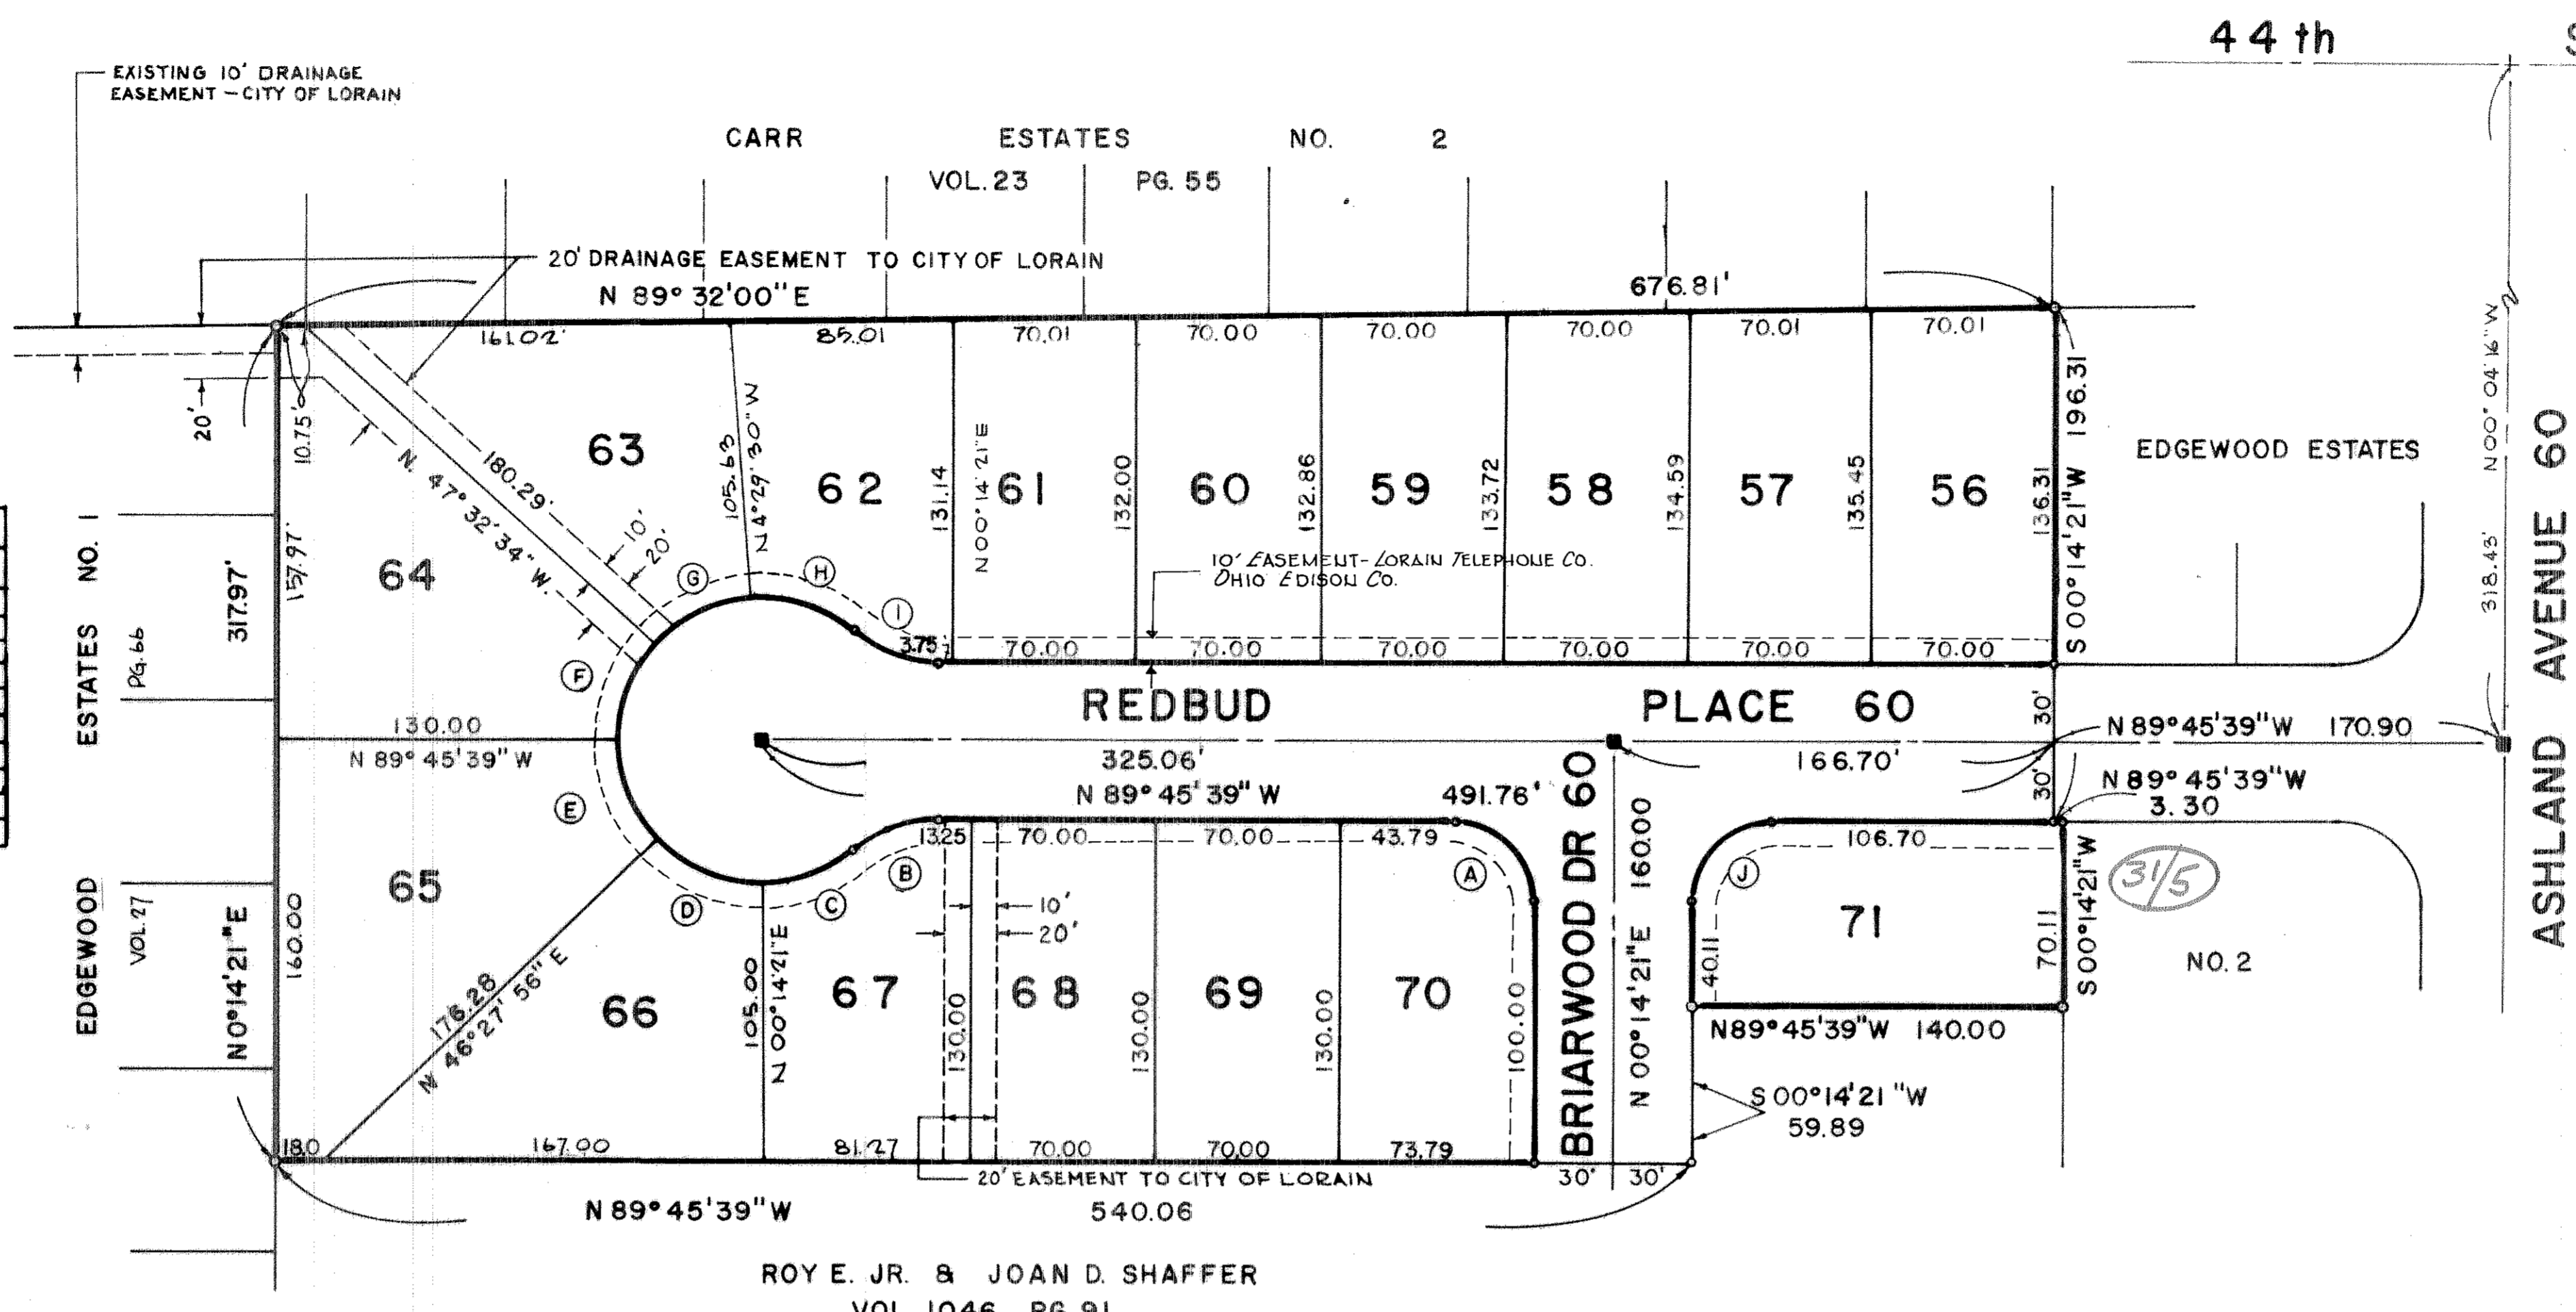 44 th
EXISTING 10' DRAINAGE
EASEMENT – CITY OF LORAIN
CARR ESTATES NO. 2
VOL. 23 PG. 55
20' DRAINAGE EASEMENT TO CITY OF LORAIN
N 89° 32' 00" E
676.81'
161.02'
85.01
70.01
70.00
70.00
70.00
70.01
70.01
20'
10.75'
180.29'
N. 47° 32' 34" W.
10'
20'
63
105.63
N 4° 29' 30" W
62
131.14
N 00° 14' 21" E
61
132.00
60
132.86
59
133.72
58
134.59
57
135.45
56
136.31
S 00° 14' 21" W 196.31
EDGEWOOD ESTATES
N 00° 04' 16" W
318.43'
ASHLAND AVENUE 60
64
157.97'
317.97'
EDGEWOOD ESTATES NO. 1
VOL. 27 PG. 66
10' EASEMENT - LORAIN TELEPHONE CO.
OHIO EDISON CO.
G
H
I
F
3.75
70.00
70.00
70.00
70.00
70.00
70.00
REDBUD PLACE 60
30'
N 89° 45' 39" W 170.90
130.00
N 89° 45' 39" W
325.06'
166.70'
N 89° 45' 39" W
491.76'
30'
N 89° 45' 39" W
3.30
E
D
C
B
13.25
70.00
70.00
43.79
A
BRIARWOOD DR 60
N 00° 14' 21" E 160.00
J
106.70
31/5
65
160.00
N 0° 14' 21" E
176.28
N 46° 27' 56" E
66
105.00
N 00° 14' 21" E
67
10'
20'
130.00
68
130.00
69
130.00
70
100.00
40.11
71
70.11
S 00° 14' 21" W
NO. 2
N 89° 45' 39" W 140.00
S 00° 14' 21" W
59.89
18.0
167.00
81.27
70.00
70.00
73.79
30'
30'
20' EASEMENT TO CITY OF LORAIN
N 89° 45' 39" W
540.06
ROY E. JR. & JOAN D. SHAFFER
VOL. 1046 PG. 91